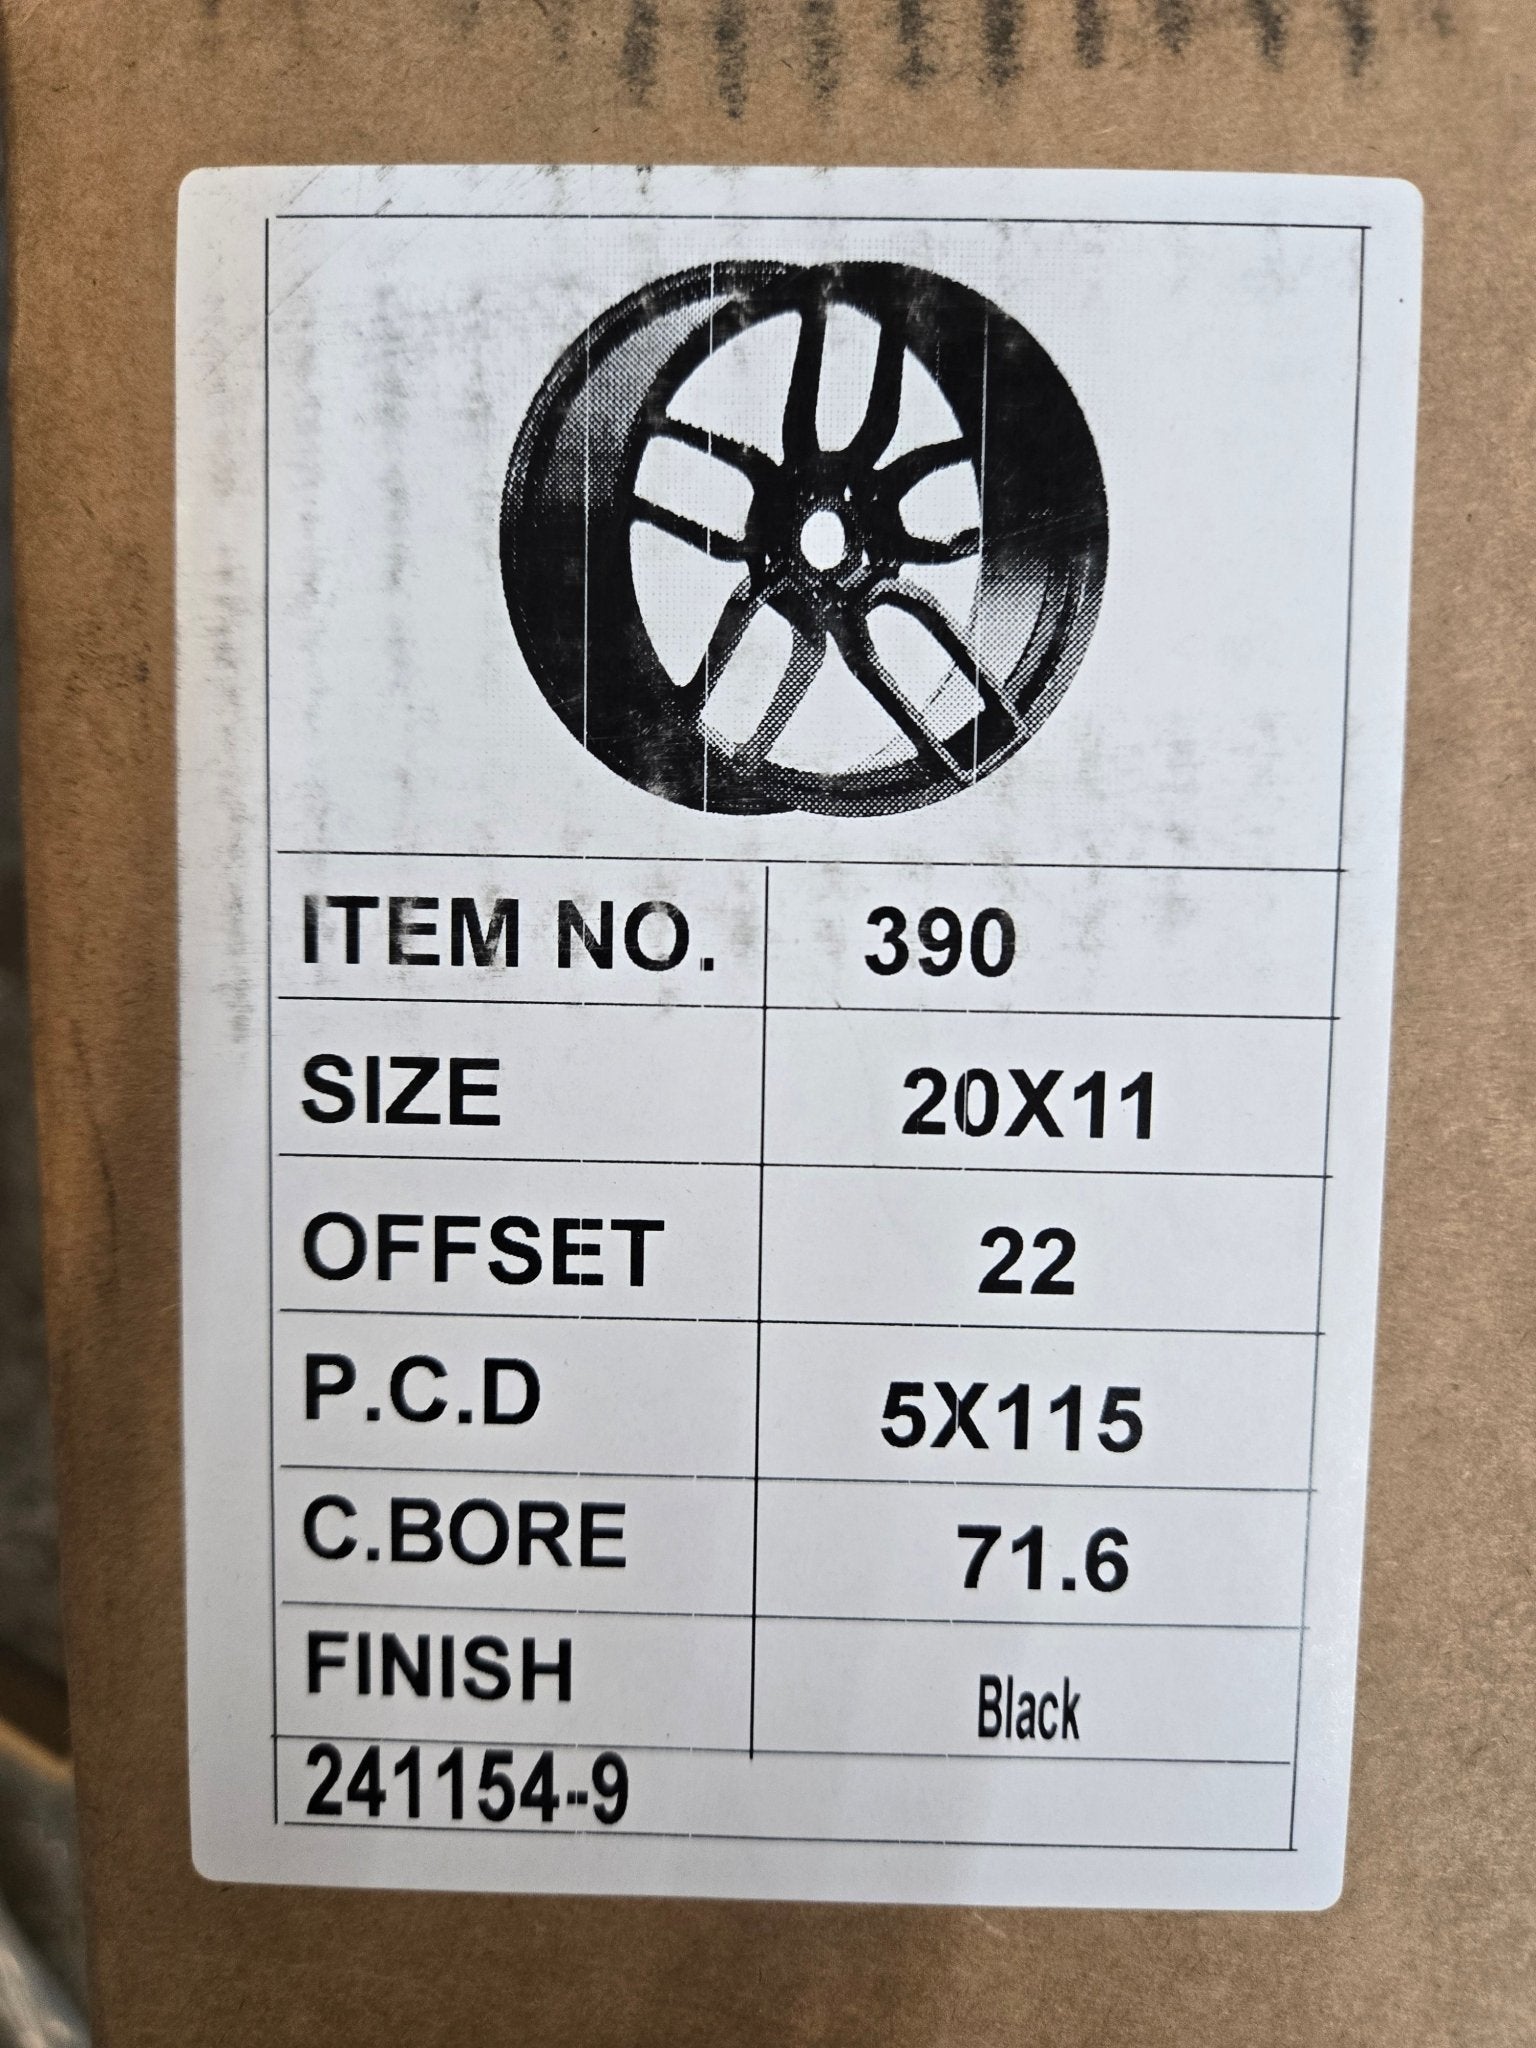 ITEM NO. 390
SIZE 20X11
OFFSET 22
P.C.D 5X115
C.BORE 71.6
FINISH Black
241154-9